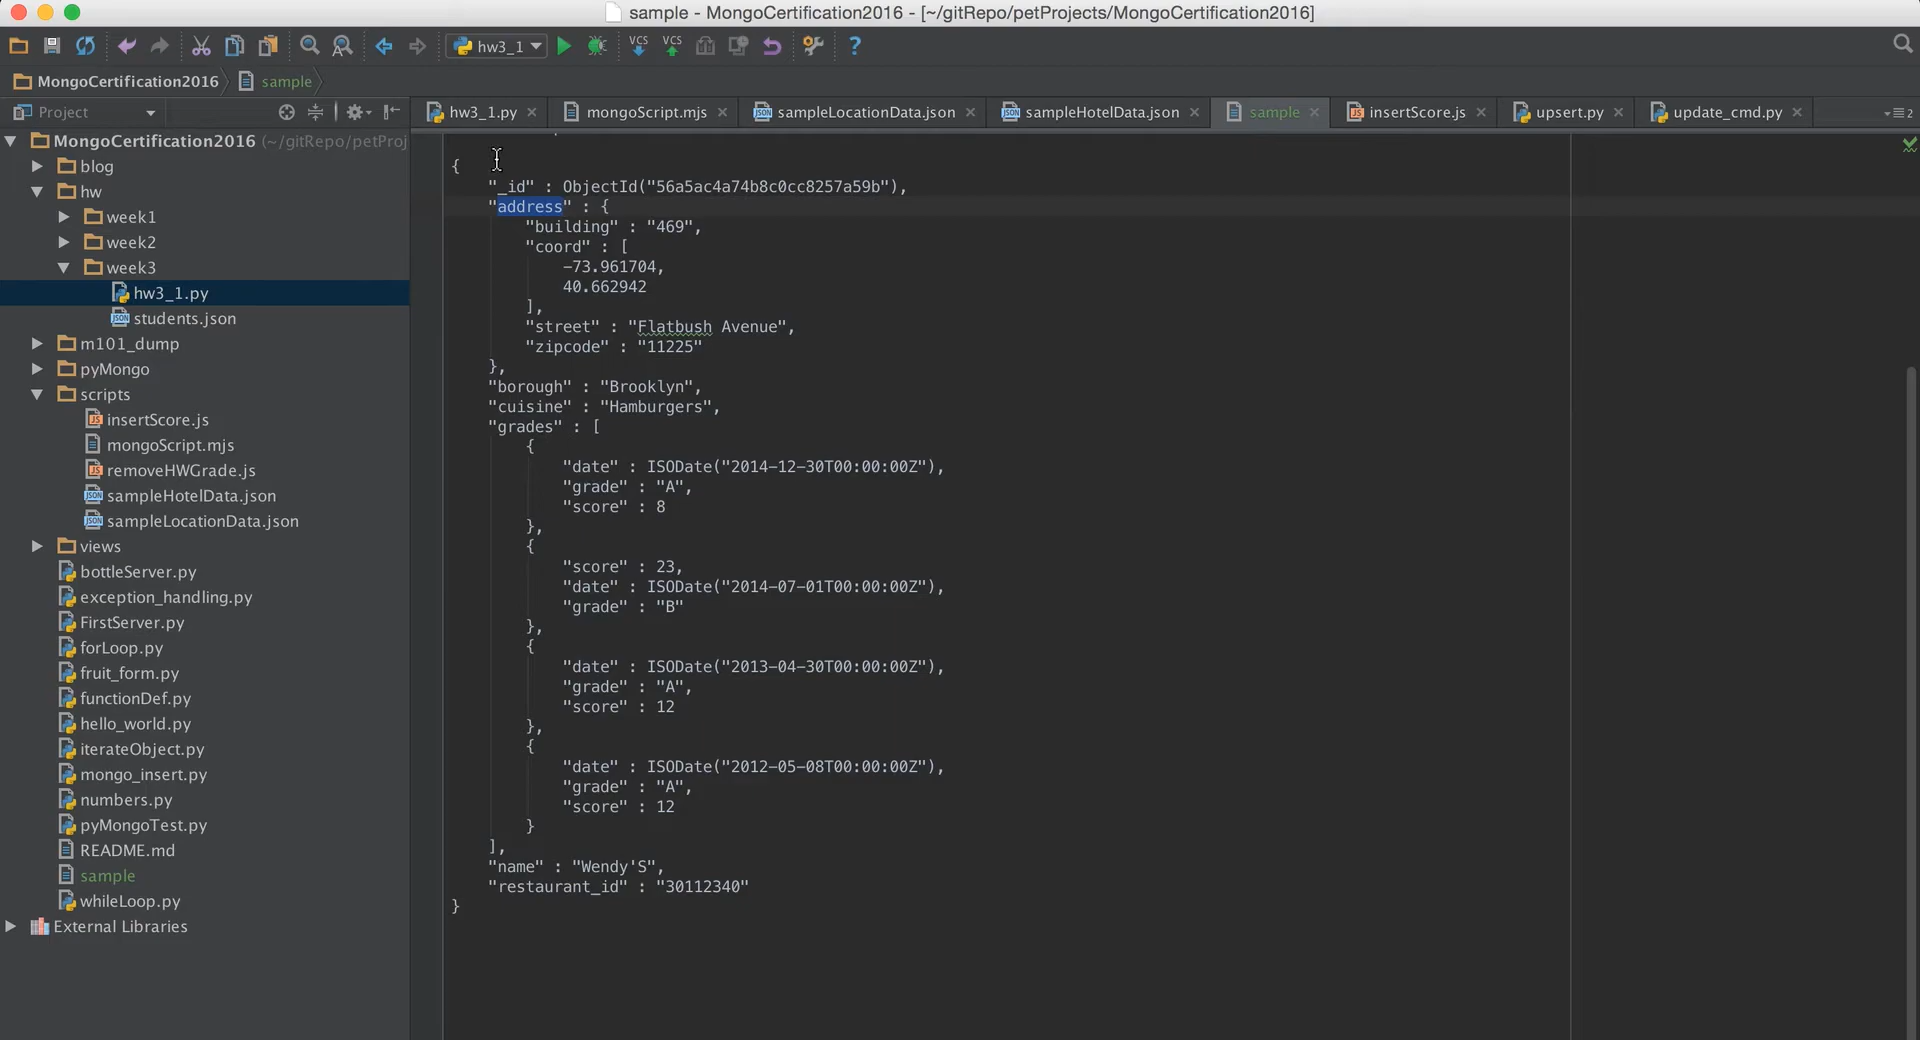 sample - MongoCertification2016 - [~/gitRepo/petProjects/MongoCertification2016]
hw3_1
VCS
VCS
?
MongoCertification2016
sample
Project
hw3_1.py
mongoScript.mjs
sampleLocationData.json
sampleHotelData.json
sample
insertScore.js
upsert.py
update_cmd.py
2
MongoCertification2016 (~/gitRepo/petProj
blog
hw
week1
week2
week3
hw3_1.py
students.json
m101_dump
pyMongo
scripts
insertScore.js
mongoScript.mjs
removeHWGrade.js
sampleHotelData.json
sampleLocationData.json
views
bottleServer.py
exception_handling.py
FirstServer.py
forLoop.py
fruit_form.py
functionDef.py
hello_world.py
iterateObject.py
mongo_insert.py
numbers.py
pyMongoTest.py
README.md
sample
whileLoop.py
External Libraries
{
"_id" : ObjectId("56a5ac4a74b8c0cc8257a59b"),
"address" : {
"building" : "469",
"coord" : [
-73.961704,
40.662942
],
"street" : "Flatbush Avenue",
"zipcode" : "11225"
},
"borough" : "Brooklyn",
"cuisine" : "Hamburgers",
"grades" : [
{
"date" : ISODate("2014-12-30T00:00:00Z"),
"grade" : "A",
"score" : 8
},
{
"score" : 23,
"date" : ISODate("2014-07-01T00:00:00Z"),
"grade" : "B"
},
{
"date" : ISODate("2013-04-30T00:00:00Z"),
"grade" : "A",
"score" : 12
},
{
"date" : ISODate("2012-05-08T00:00:00Z"),
"grade" : "A",
"score" : 12
}
],
"name" : "Wendy'S",
"restaurant_id" : "30112340"
}